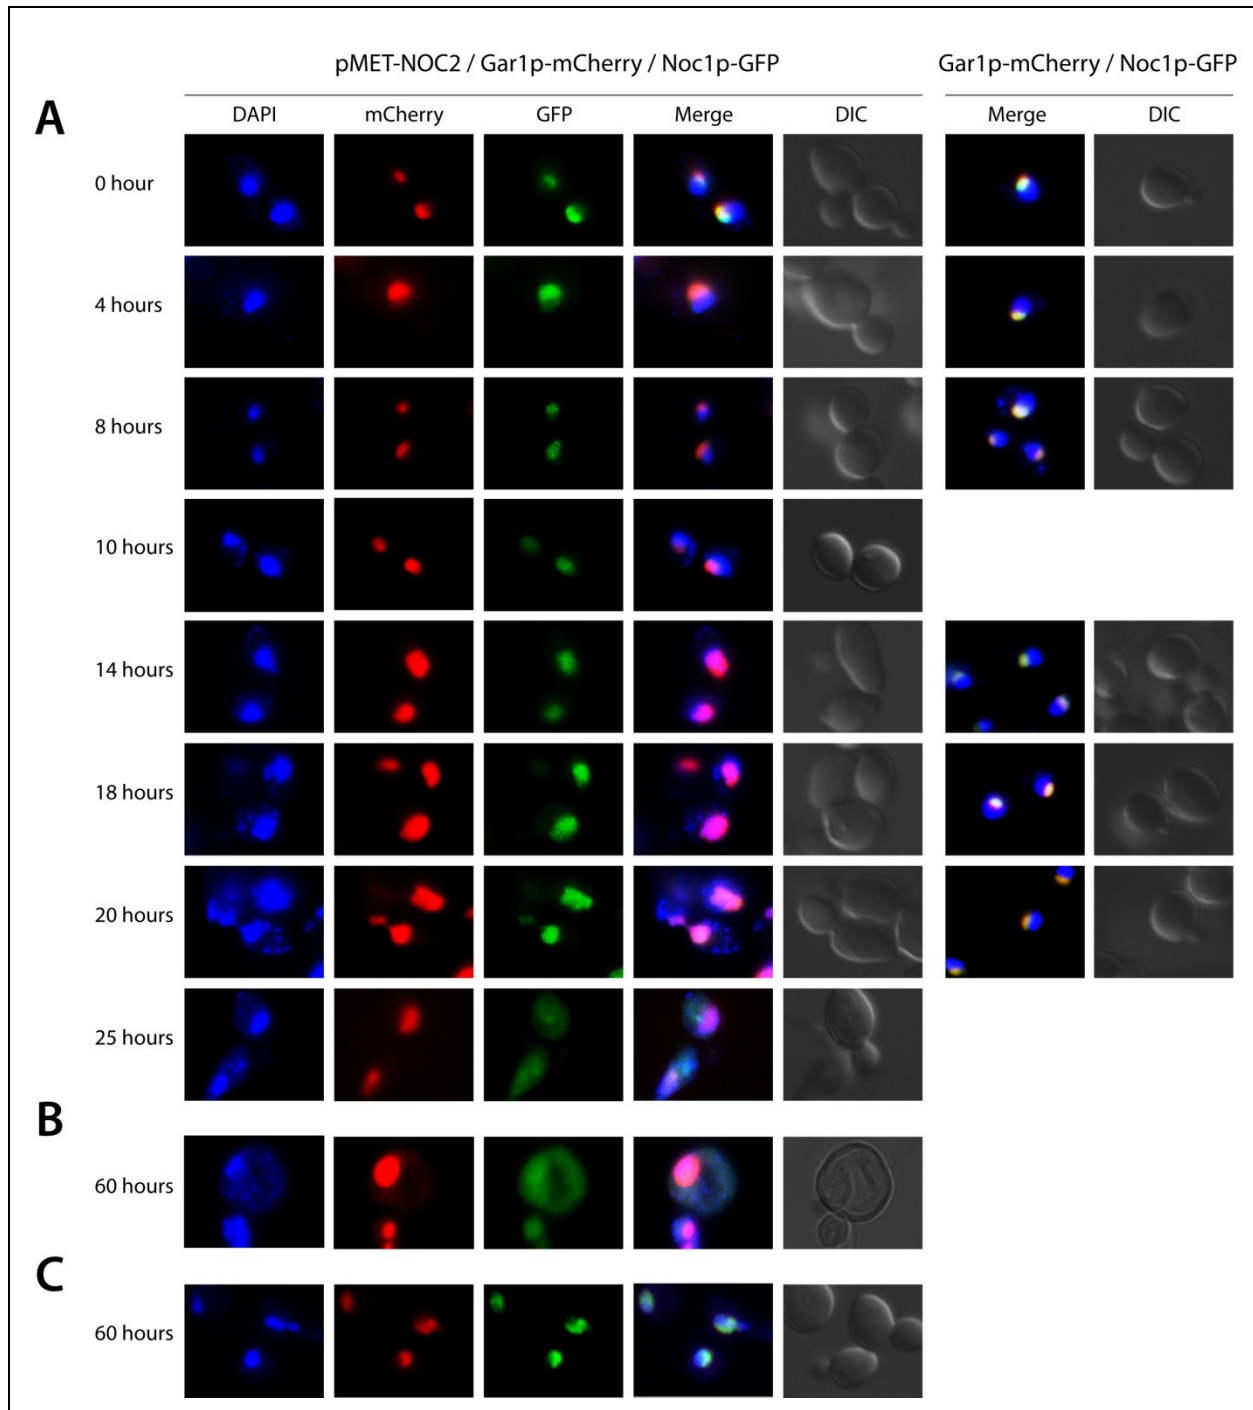 pMET-NOC2 / Gar1p-mCherry / Noc1p-GFP Gar1p-mCherry / Noc1p-GFP
A
DAPI mCherry GFP Merge DIC Merge DIC
0 hour
4 hours
8 hours
10 hours
14 hours
18 hours
20 hours
25 hours
B
60 hours
C
60 hours